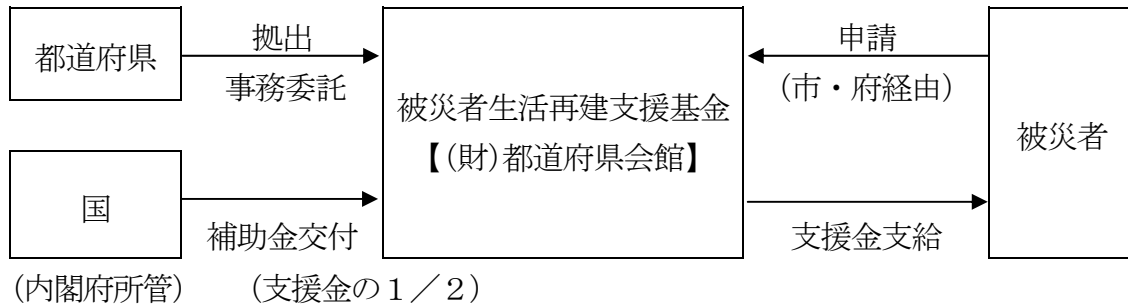 都道府県
拠出
事務委託
国
補助金交付
(内閣府所管)
(支援金の1/2)
被災者生活再建支援基金
【(財)都道府県会館】
申請
(市・府経由)
支援金支給
被災者